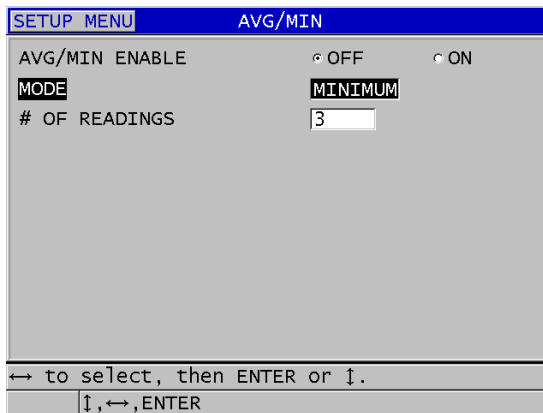 SETUP MENU AVG/MIN
AVG/MIN ENABLE OFF ON
MODE MINIMUM
# OF READINGS 3
↔ to select, then ENTER or ↕.
↕,↔,ENTER